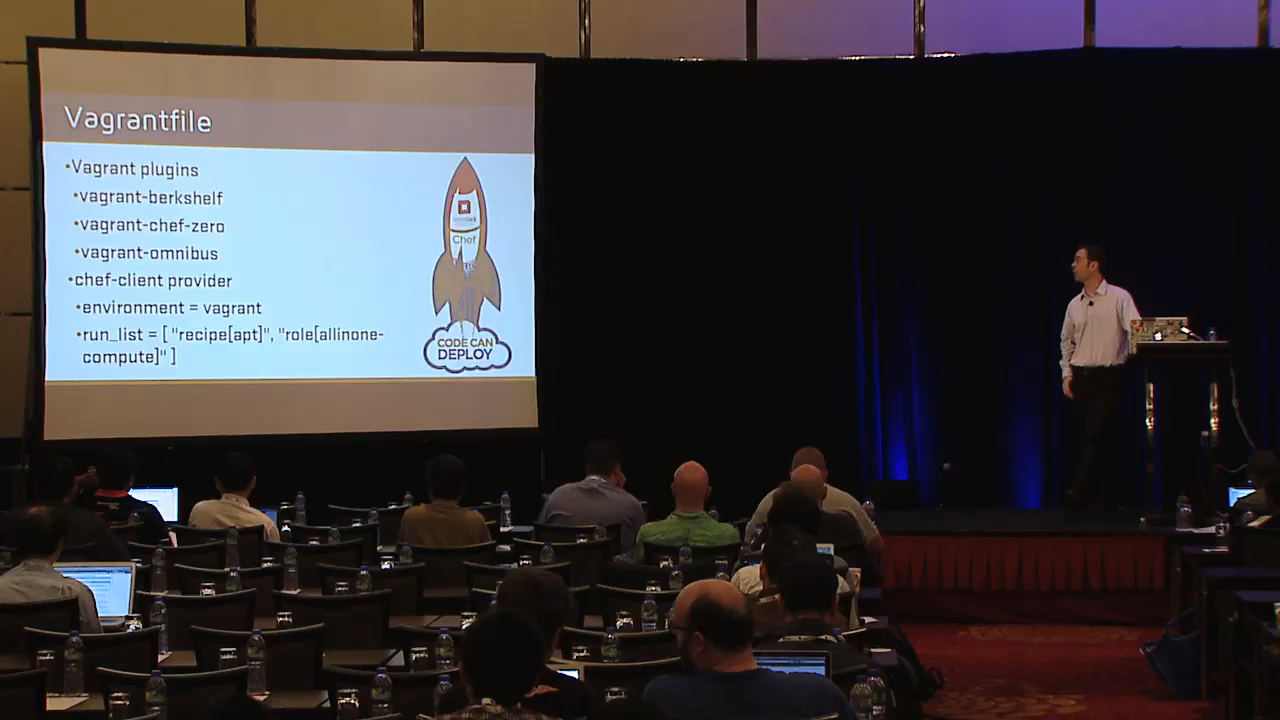 Vagrantfile
•Vagrant plugins
•vagrant-berkshelf
•vagrant-chef-zero
•vagrant-omnibus
•chef-client provider
•environment = vagrant
•run_list = [ "recipe[apt]", "role[allinone-
compute]" ]
Chef
CODE CAN
DEPLOY